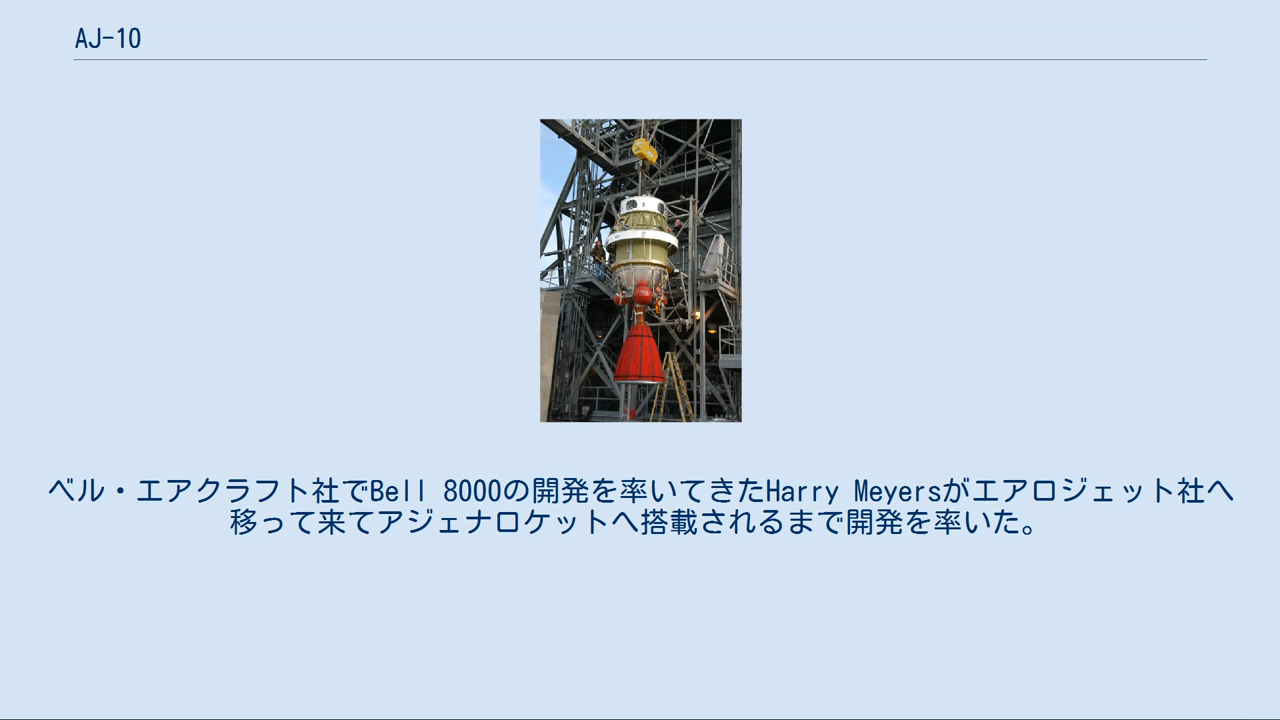 AJ-10
ベル・エアクラフト社でBell 8000の開発を率いてきたHarry Meyersがエアロジェット社へ
移って来てアジェナロケットへ搭載されるまで開発を率いた。